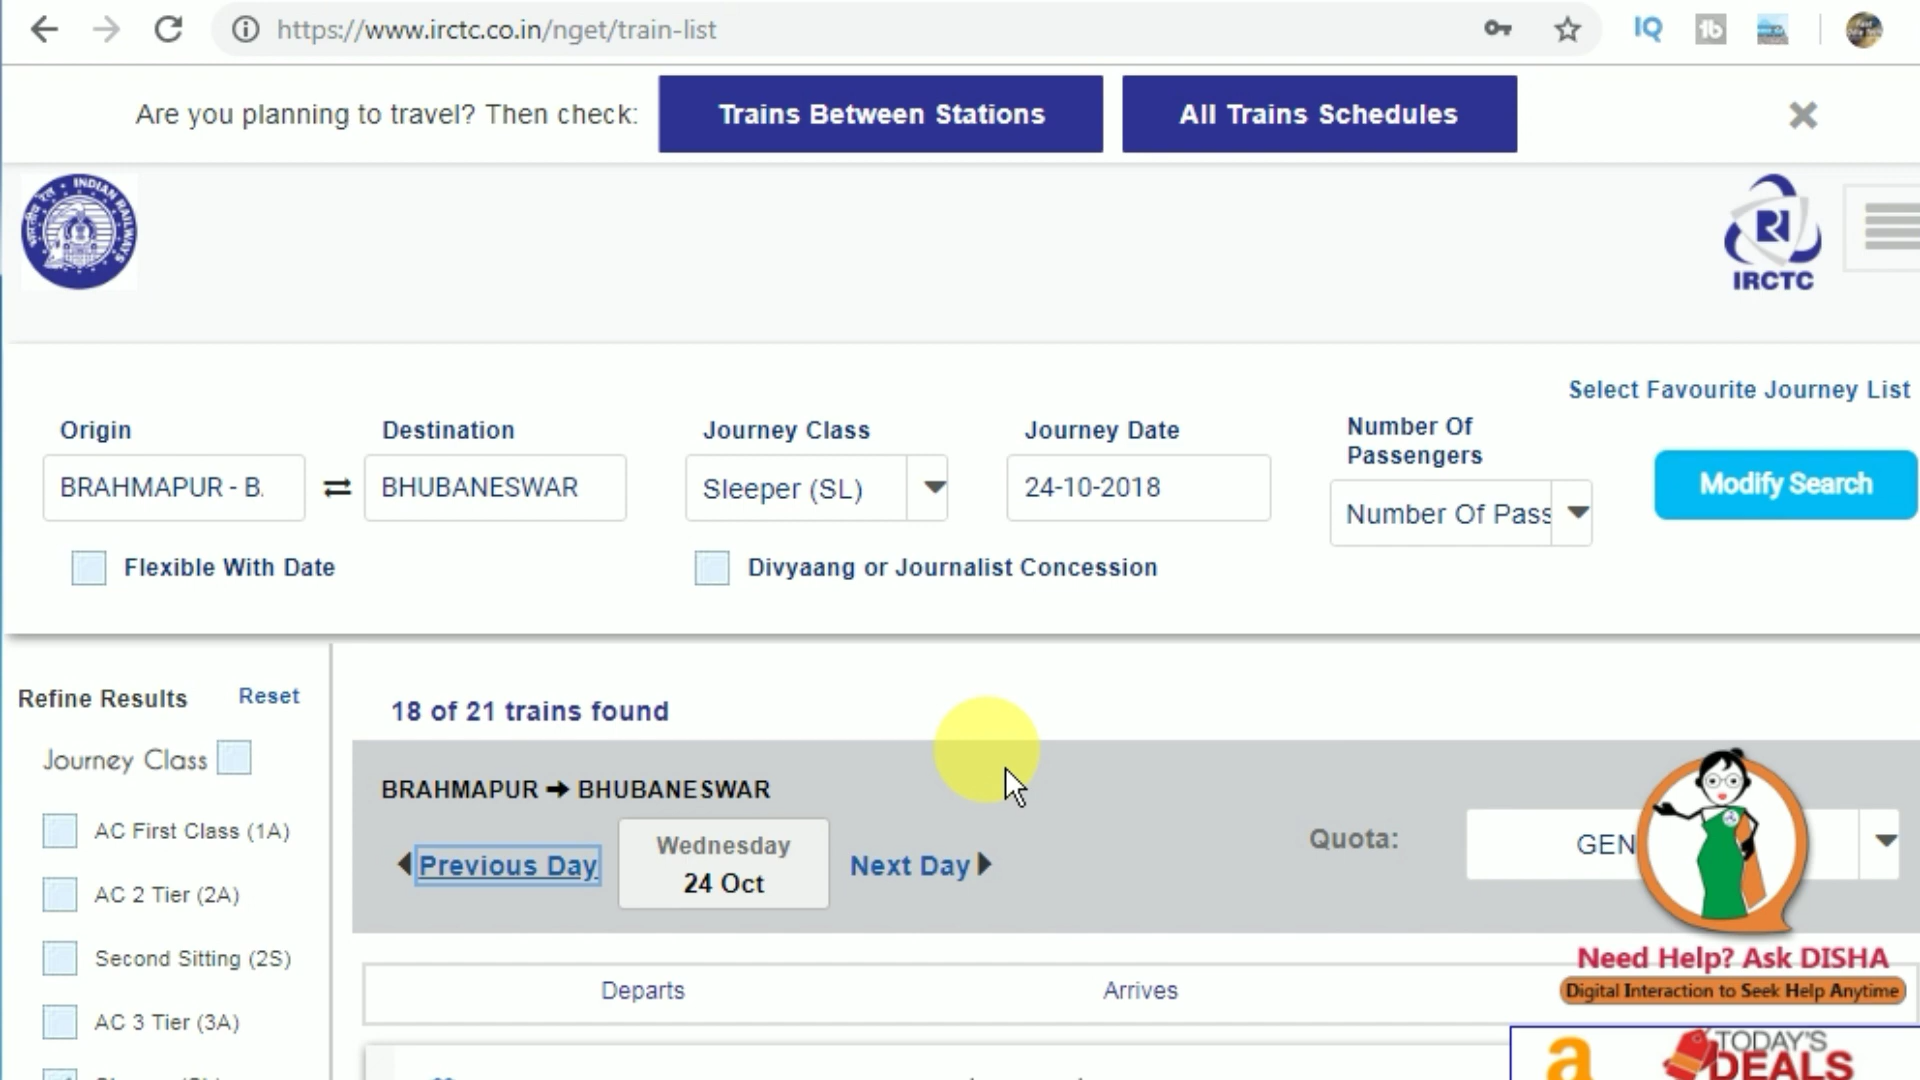 https://www.irctc.co.in/nget/train-list
IQ
Are you planning to travel? Then check:
Trains Between Stations
All Trains Schedules
INDIAN RAILWAYS
भारतीय रेल
IRCTC
Select Favourite Journey List
Origin
Destination
Journey Class
Journey Date
Number Of
Passengers
BRAHMAPUR - B
BHUBANESWAR
Sleeper (SL)
24-10-2018
Number Of Pass
Modify Search
Flexible With Date
Divyaang or Journalist Concession
Refine Results
Reset
18 of 21 trains found
Journey Class
BRAHMAPUR ➔ BHUBANESWAR
AC First Class (1A)
Previous Day
Wednesday
24 Oct
Next Day
Quota:
GEN
AC 2 Tier (2A)
Second Sitting (2S)
Need Help? Ask DISHA
Digital Interaction to Seek Help Anytime
Departs
Arrives
AC 3 Tier (3A)
a
TODAY'S
DEALS